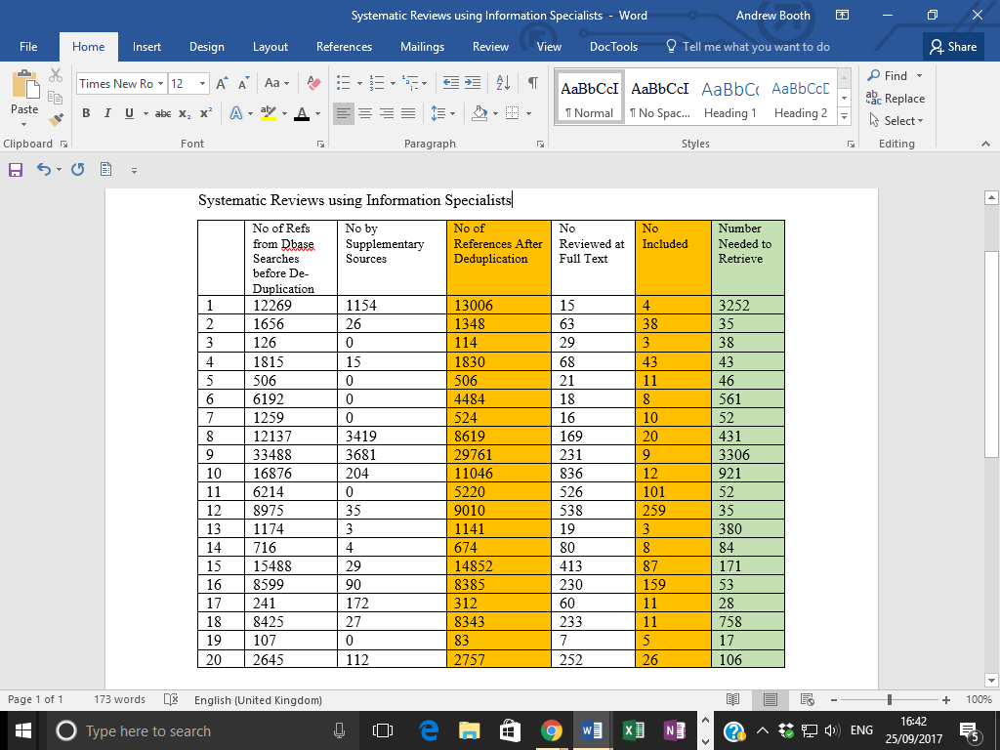 Systematic Reviews using Information Specialists - Word
Andrew Booth
File Home Insert Design Layout References Mailings Review View DocTools Tell me what you want to do Share
Paste
Times New Ro 12
Aa
B I U abc X₂ X²
AaBbCcI AaBbCcI AaBbCc AaBbCcD
¶ Normal ¶ No Spac... Heading 1 Heading 2
Find
Replace
Select
Clipboard Font Paragraph Styles Editing
Systematic Reviews using Information Specialists
No of Refs from Dbase Searches before De-Duplication | No by Supplementary Sources | No of References After Deduplication | No Reviewed at Full Text | No Included | Number Needed to Retrieve
1 12269 1154 13006 15 4 3252
2 1656 26 1348 63 38 35
3 126 0 114 29 3 38
4 1815 15 1830 68 43 43
5 506 0 506 21 11 46
6 6192 0 4484 18 8 561
7 1259 0 524 16 10 52
8 12137 3419 8619 169 20 431
9 33488 3681 29761 231 9 3306
10 16876 204 11046 836 12 921
11 6214 0 5220 526 101 52
12 8975 35 9010 538 259 35
13 1174 3 1141 19 3 380
14 716 4 674 80 8 84
15 15488 29 14852 413 87 171
16 8599 90 8385 230 159 53
17 241 172 312 60 11 28
18 8425 27 8343 233 11 758
19 107 0 83 7 5 17
20 2645 112 2757 252 26 106
Page 1 of 1 173 words English (United Kingdom) 100%
Type here to search
ENG
16:42
25/09/2017
5